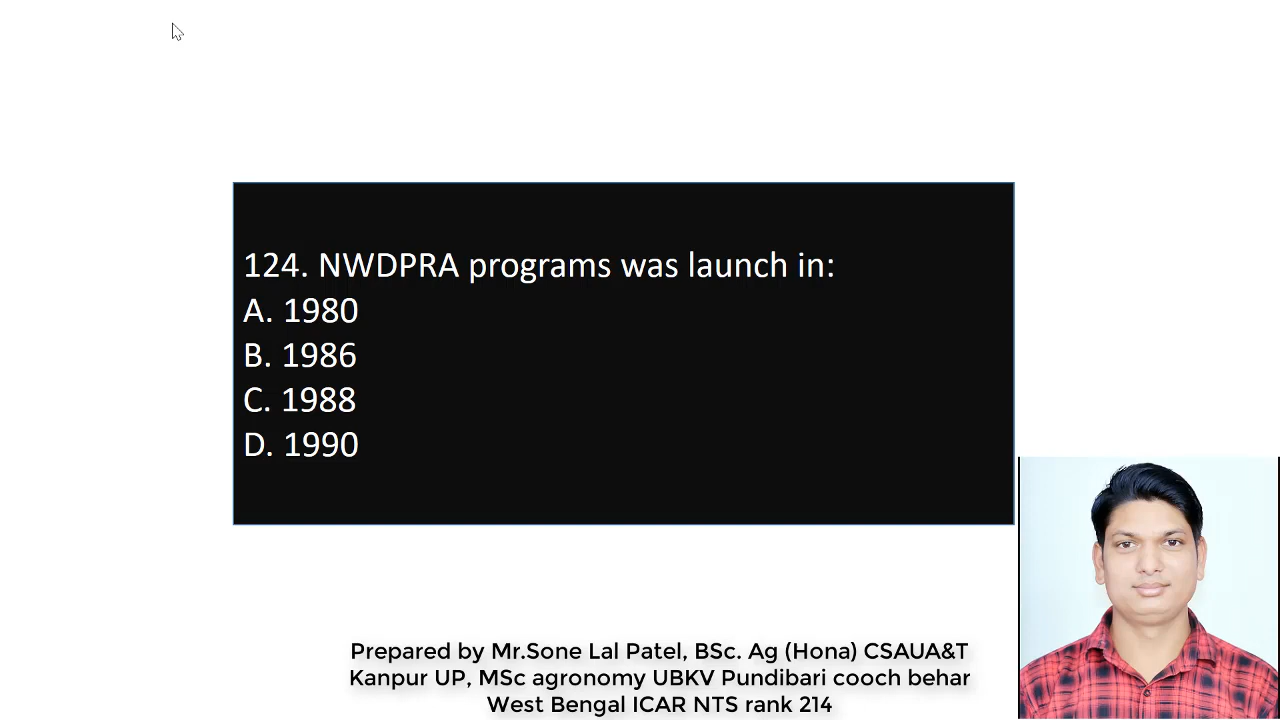 124. NWDPRA programs was launch in:
A. 1980
B. 1986
C. 1988
D. 1990
Prepared by Mr.Sone Lal Patel, BSc. Ag (Hona) CSAUA&T
Kanpur UP, MSc agronomy UBKV Pundibari cooch behar
West Bengal ICAR NTS rank 214